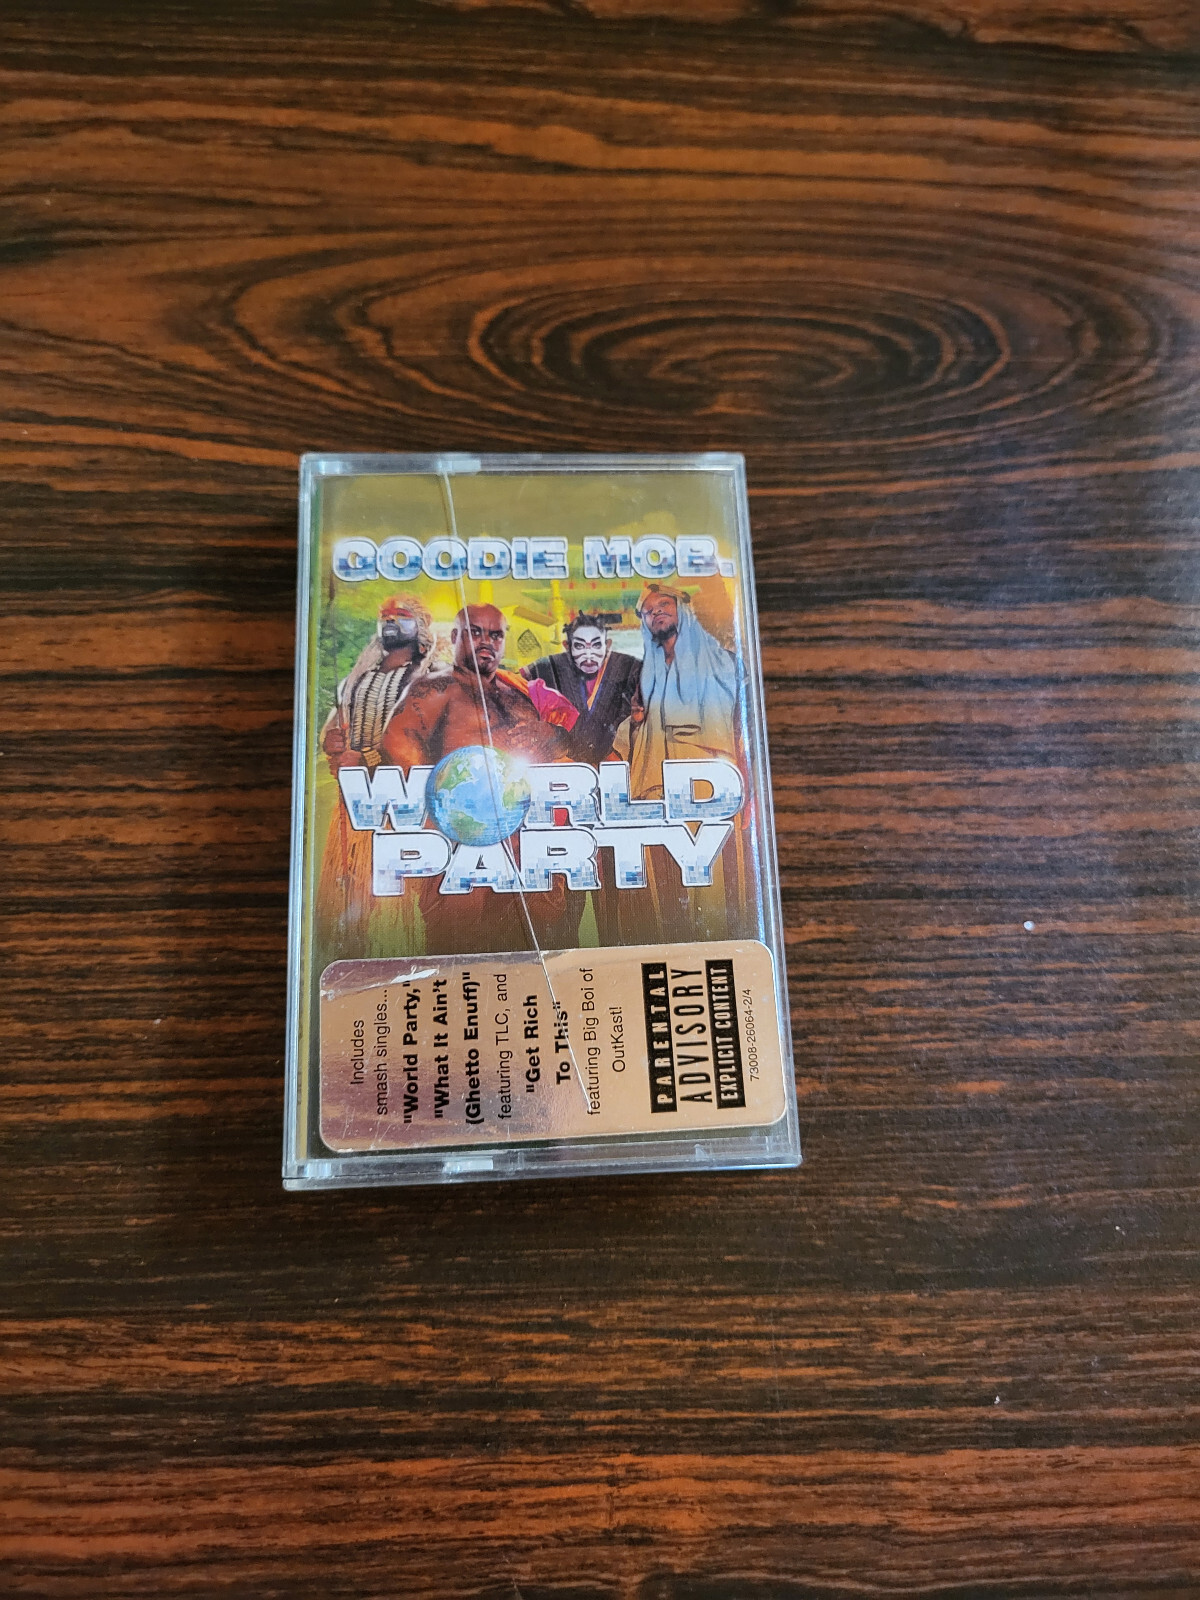 GOODIE MOB.
WORLD
PARTY
Includes
smash singles...
"World Party,"
"What It Ain't
(Ghetto Enuff)"
featuring TLC, and
"Get Rich
To This"
featuring Big Boi of
OutKast!
PARENTAL
ADVISORY
EXPLICIT CONTENT
73008-26064-2/4